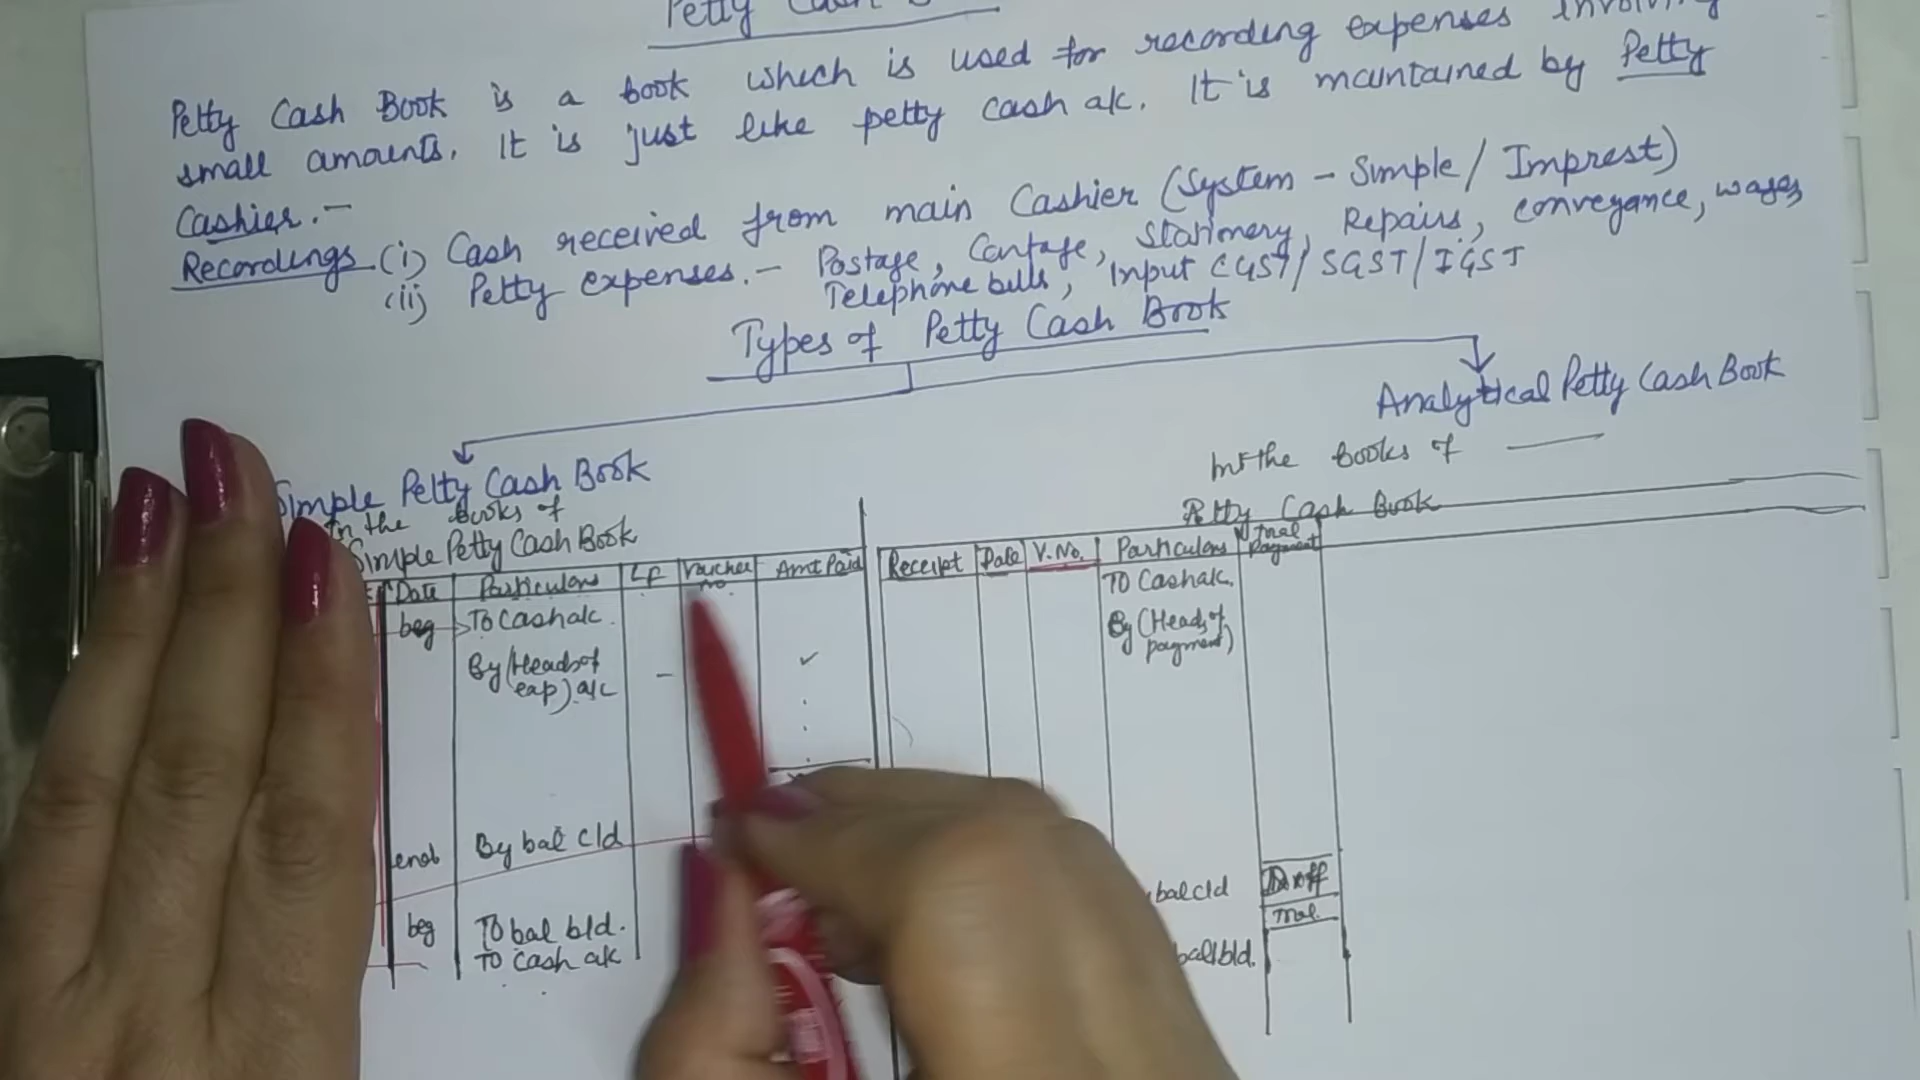 Petty Cash
Petty Cash Book is a book which is used for recording expenses involving
small amounts. It is just like petty cash a/c. It is maintained by Petty
Cashier.-
Recordings (i) Cash received from main Cashier (System - Simple / Imprest)
(ii) Petty expenses.- Postage, Cartage, Stationery, Repairs, conveyance, wages,
Telephone bills, Input CGST/ SGST/ IGST
Types of Petty Cash Book
Simple Petty Cash Book
Analytical Petty Cash Book
In the books of
Simple Petty Cash Book
Date Particulars LF Voucher no. Amt Paid
beg To Cash a/c.
By (Heads of
exp) a/c -
end By bal c/d
beg To bal b/d.
To cash a/c
In the books of
Petty Cash Book
Receipt Date V.No. Particulars Total Payment
To Cash a/c.
By (Heads of
payment)
bal c/d
Total
bal b/d.